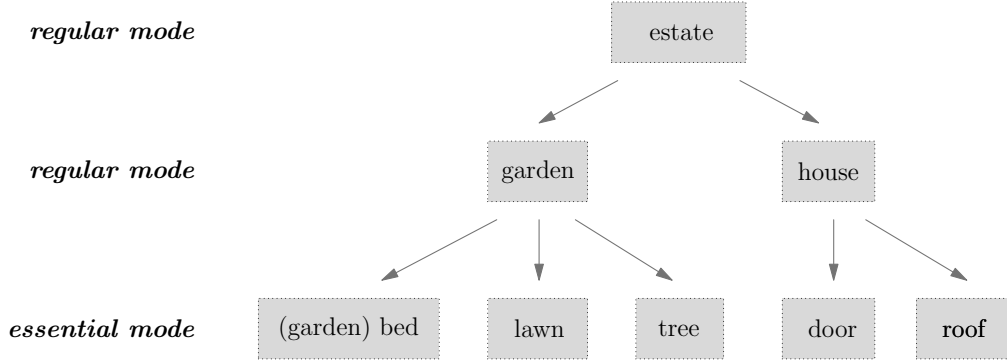 regular mode estate
regular mode garden house
essential mode (garden) bed lawn tree door roof